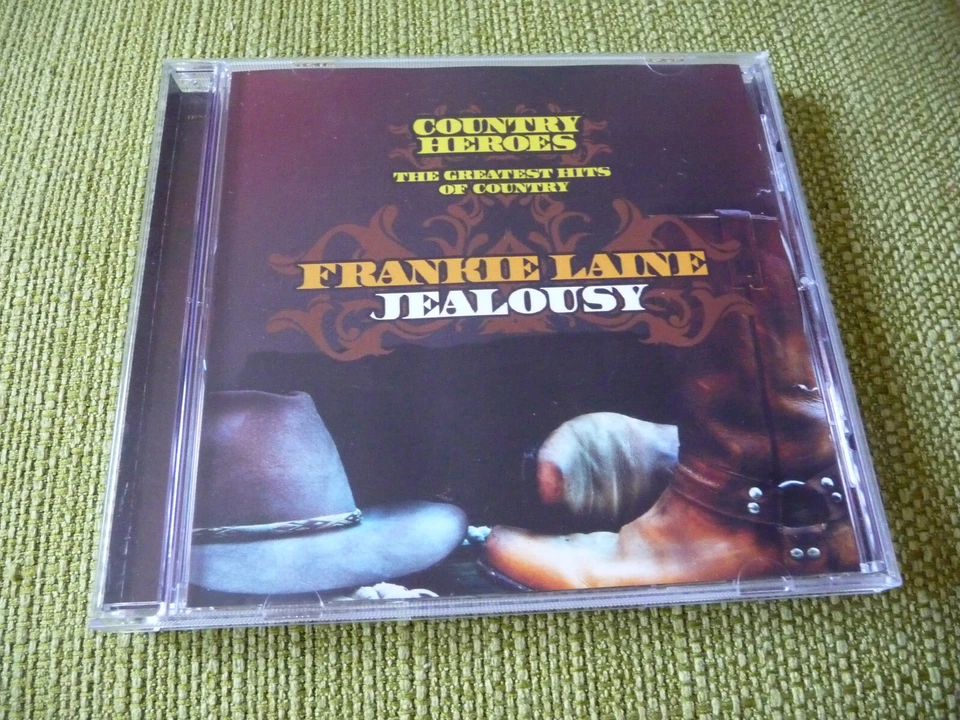 COUNTRY
HEROES
THE GREATEST HITS
OF COUNTRY
FRANKIE LAINE
JEALOUSY